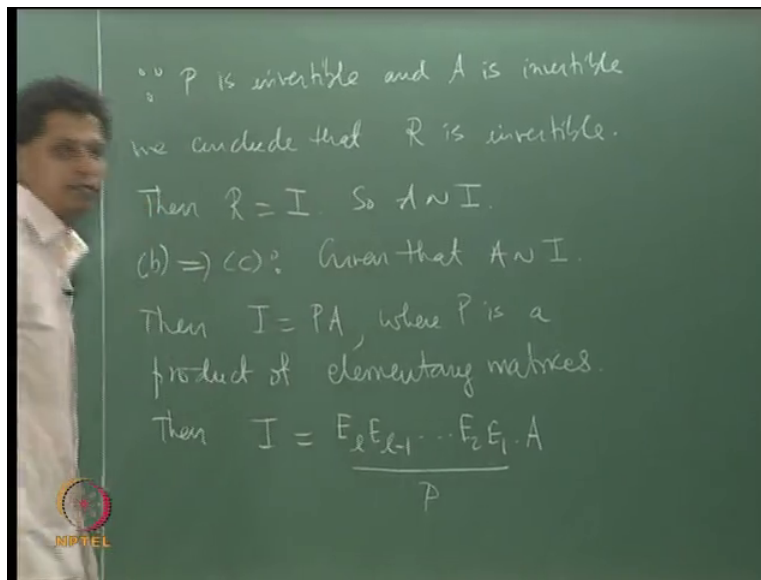 ∵ P is invertible and A is invertible
we conclude that R is invertible.
Then R = I. So A ~ I.
(b) ⇒ (c): Given that A ~ I.
Then I = PA, where P is a
product of elementary matrices.
Then I = E_ℓ E_{ℓ-1} ... E_2 E_1 . A
P
NPTEL